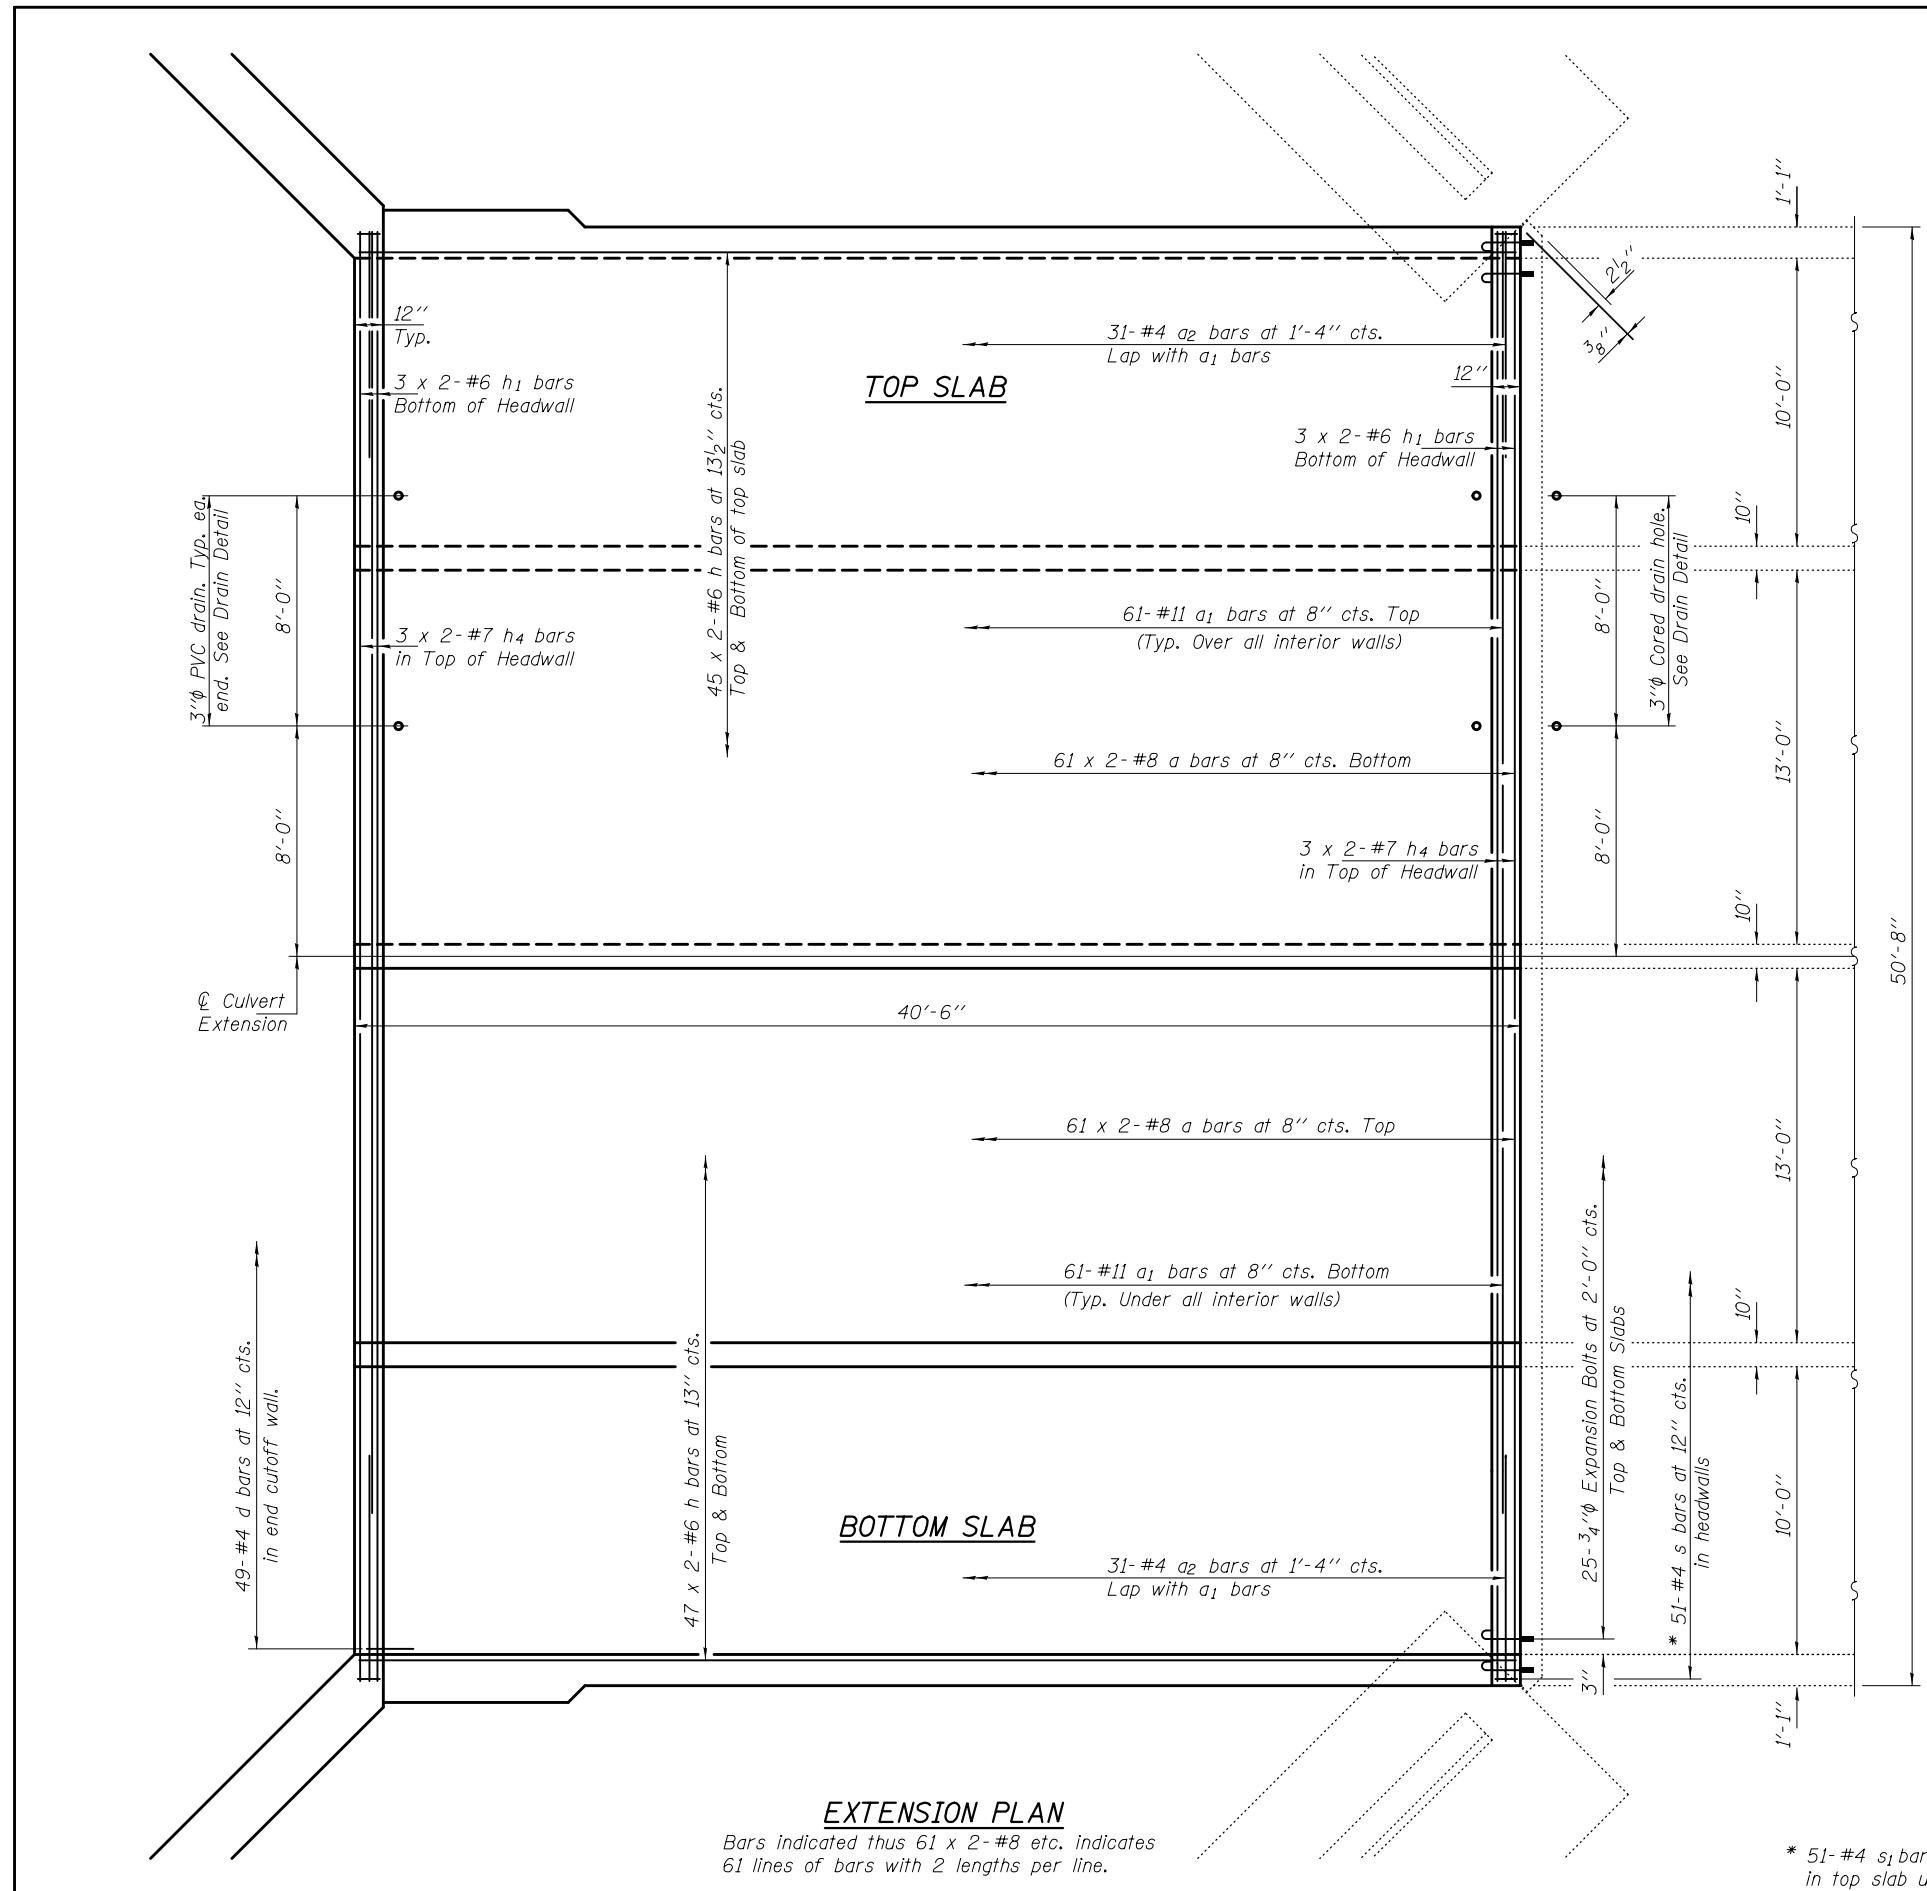 1'-1''
12''
Typ.
3 x 2-#6 h1 bars
Bottom of Headwall
TOP SLAB
45 x 2-#6 h bars at 13½'' cts.
Top & Bottom of top slab
31-#4 a2 bars at 1'-4'' cts.
Lap with a1 bars
12''
3 x 2-#6 h1 bars
Bottom of Headwall
2½''
3/8''
10'-0''
10''
3''ϕ PVC drain. Typ. ea.
end. See Drain Detail
8'-0''
3 x 2-#7 h4 bars
in Top of Headwall
61-#11 a1 bars at 8'' cts. Top
(Typ. Over all interior walls)
8'-0''
3''ϕ Cored drain hole.
See Drain Detail
61 x 2-#8 a bars at 8'' cts. Bottom
13'-0''
8'-0''
3 x 2-#7 h4 bars
in Top of Headwall
8'-0''
10''
50'-8''
℄ Culvert
Extension
40'-6''
61 x 2-#8 a bars at 8'' cts. Top
13'-0''
61-#11 a1 bars at 8'' cts. Bottom
(Typ. Under all interior walls)
10''
49-#4 d bars at 12'' cts.
in end cutoff wall.
47 x 2-#6 h bars at 13'' cts.
Top & Bottom
25-¾''ϕ Expansion Bolts at 2'-0'' cts.
Top & Bottom Slabs
* 51-#4 s bars at 12'' cts.
in headwalls
10'-0''
BOTTOM SLAB
31-#4 a2 bars at 1'-4'' cts.
Lap with a1 bars
3''
1'-1''
EXTENSION PLAN
Bars indicated thus 61 x 2-#8 etc. indicates
61 lines of bars with 2 lengths per line.
* 51-#4 s1 bar
in top slab u